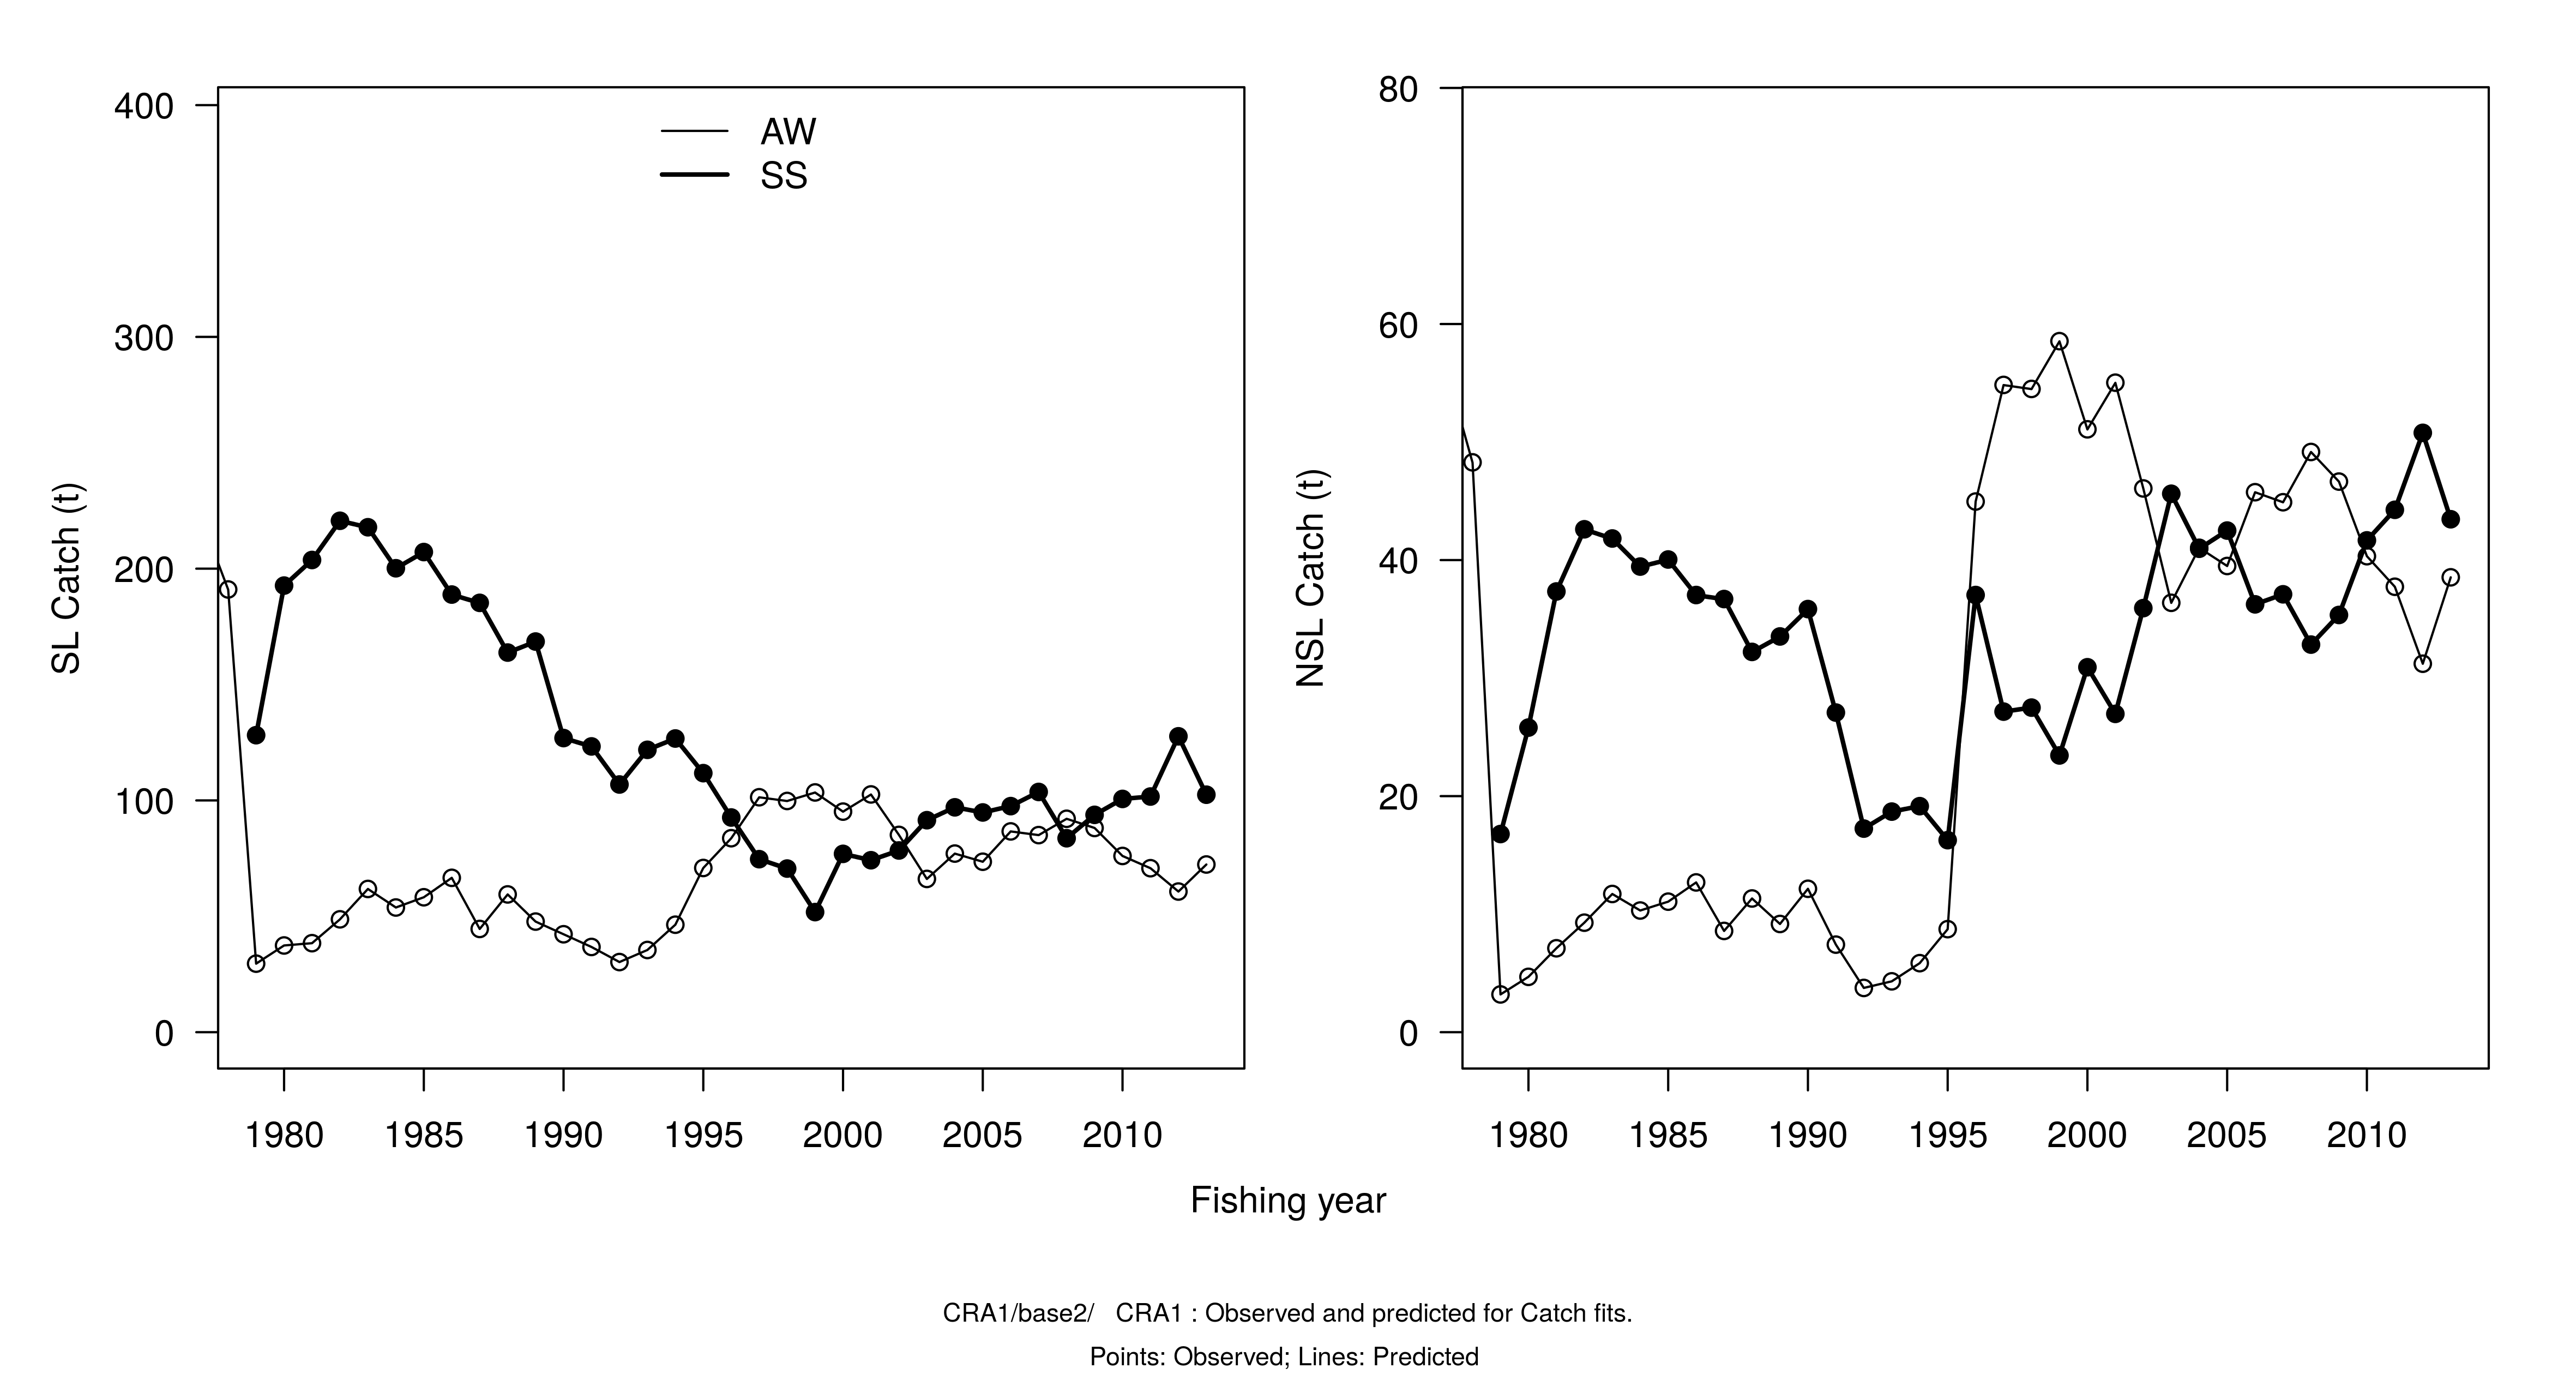 SL Catch (t)
400
300
200
100
0
AW
SS
1980 1985 1990 1995 2000 2005 2010
NSL Catch (t)
80
60
40
20
0
1980 1985 1990 1995 2000 2005 2010
Fishing year
CRA1/base2/ CRA1 : Observed and predicted for Catch fits.
Points: Observed; Lines: Predicted